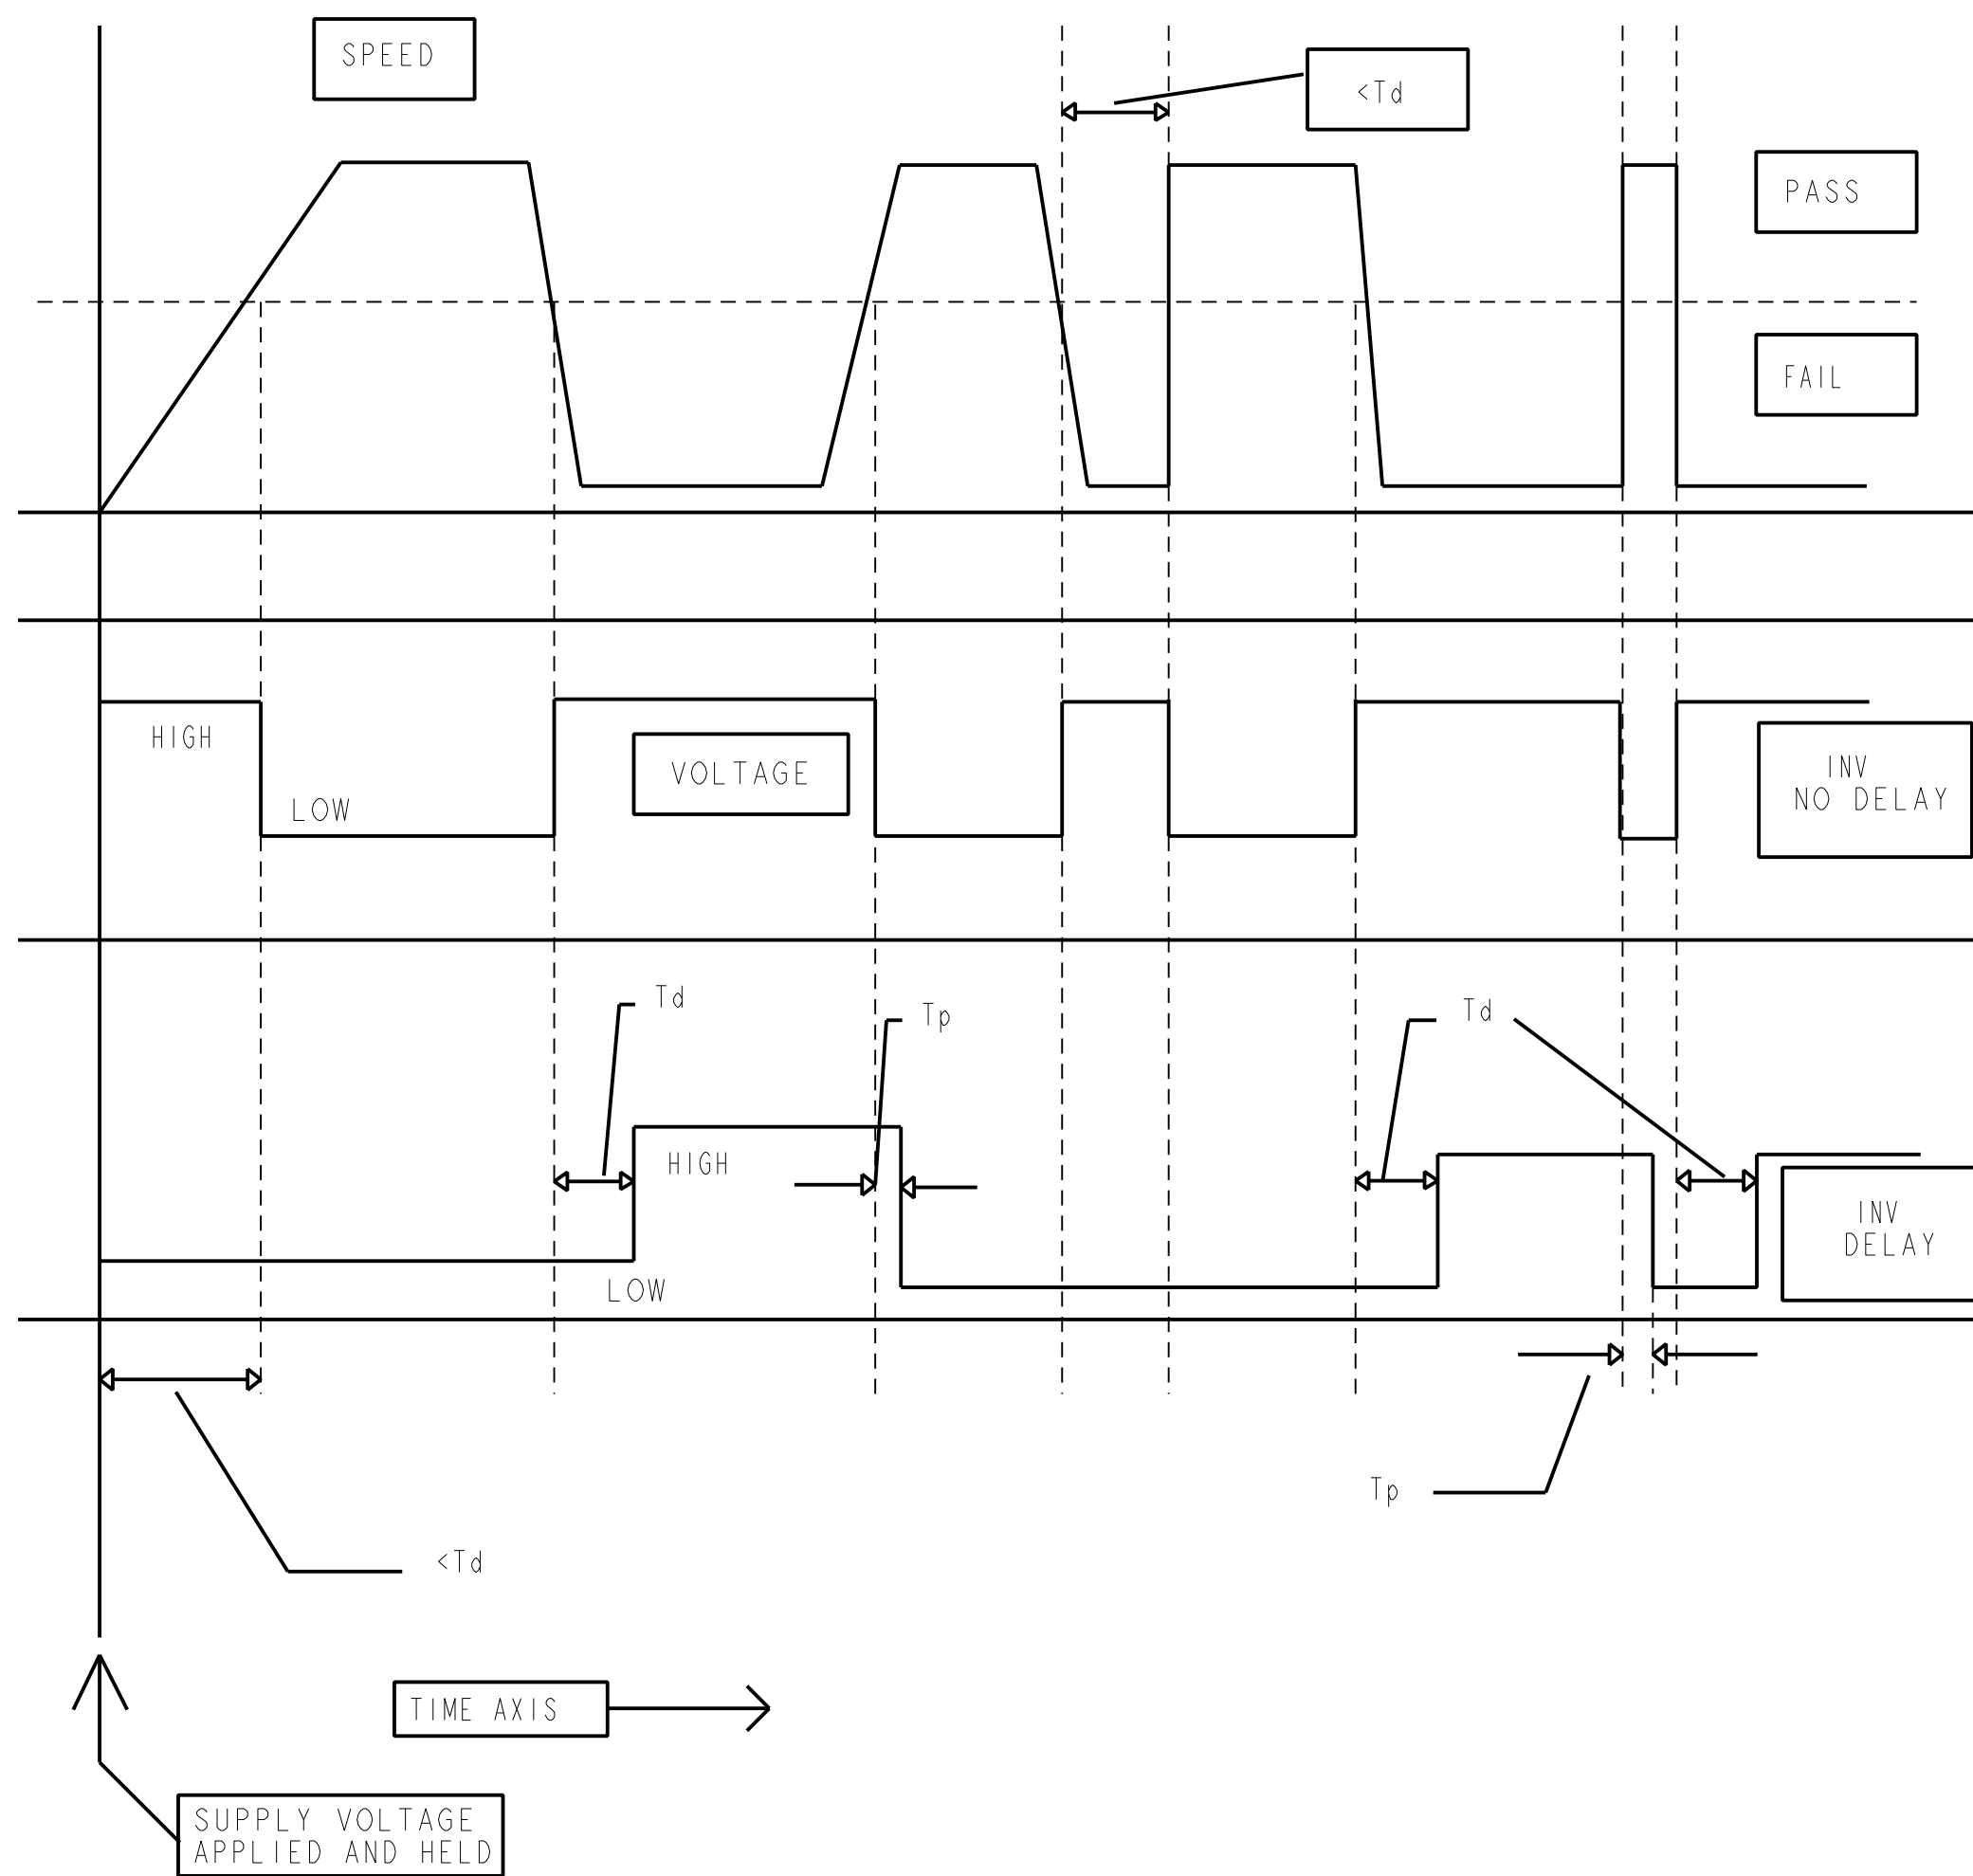 SPEED
<Td
PASS
FAIL
HIGH
LOW
VOLTAGE
INV
NO DELAY
Td
Tp
Td
HIGH
LOW
INV
DELAY
Tp
<Td
TIME AXIS
SUPPLY VOLTAGE
APPLIED AND HELD